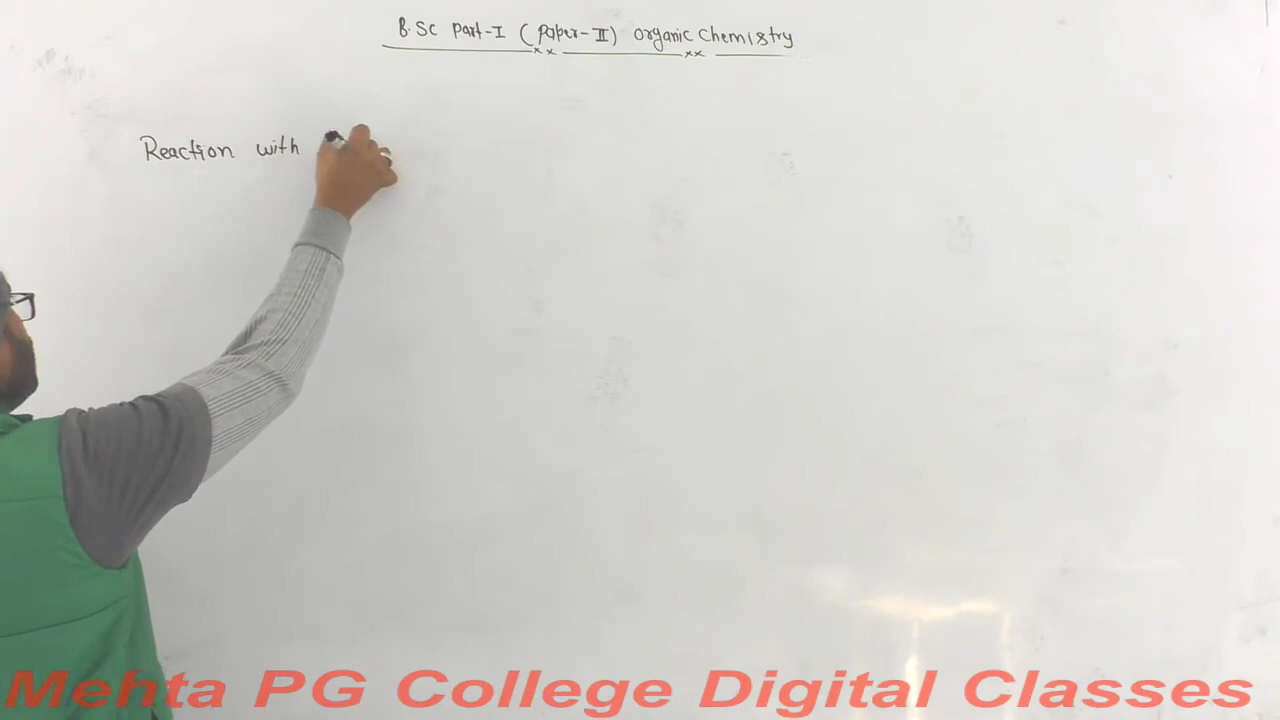 B.Sc Part-I (Paper-II) Organic Chemistry
Reaction with
Mehta PG College Digital Classes